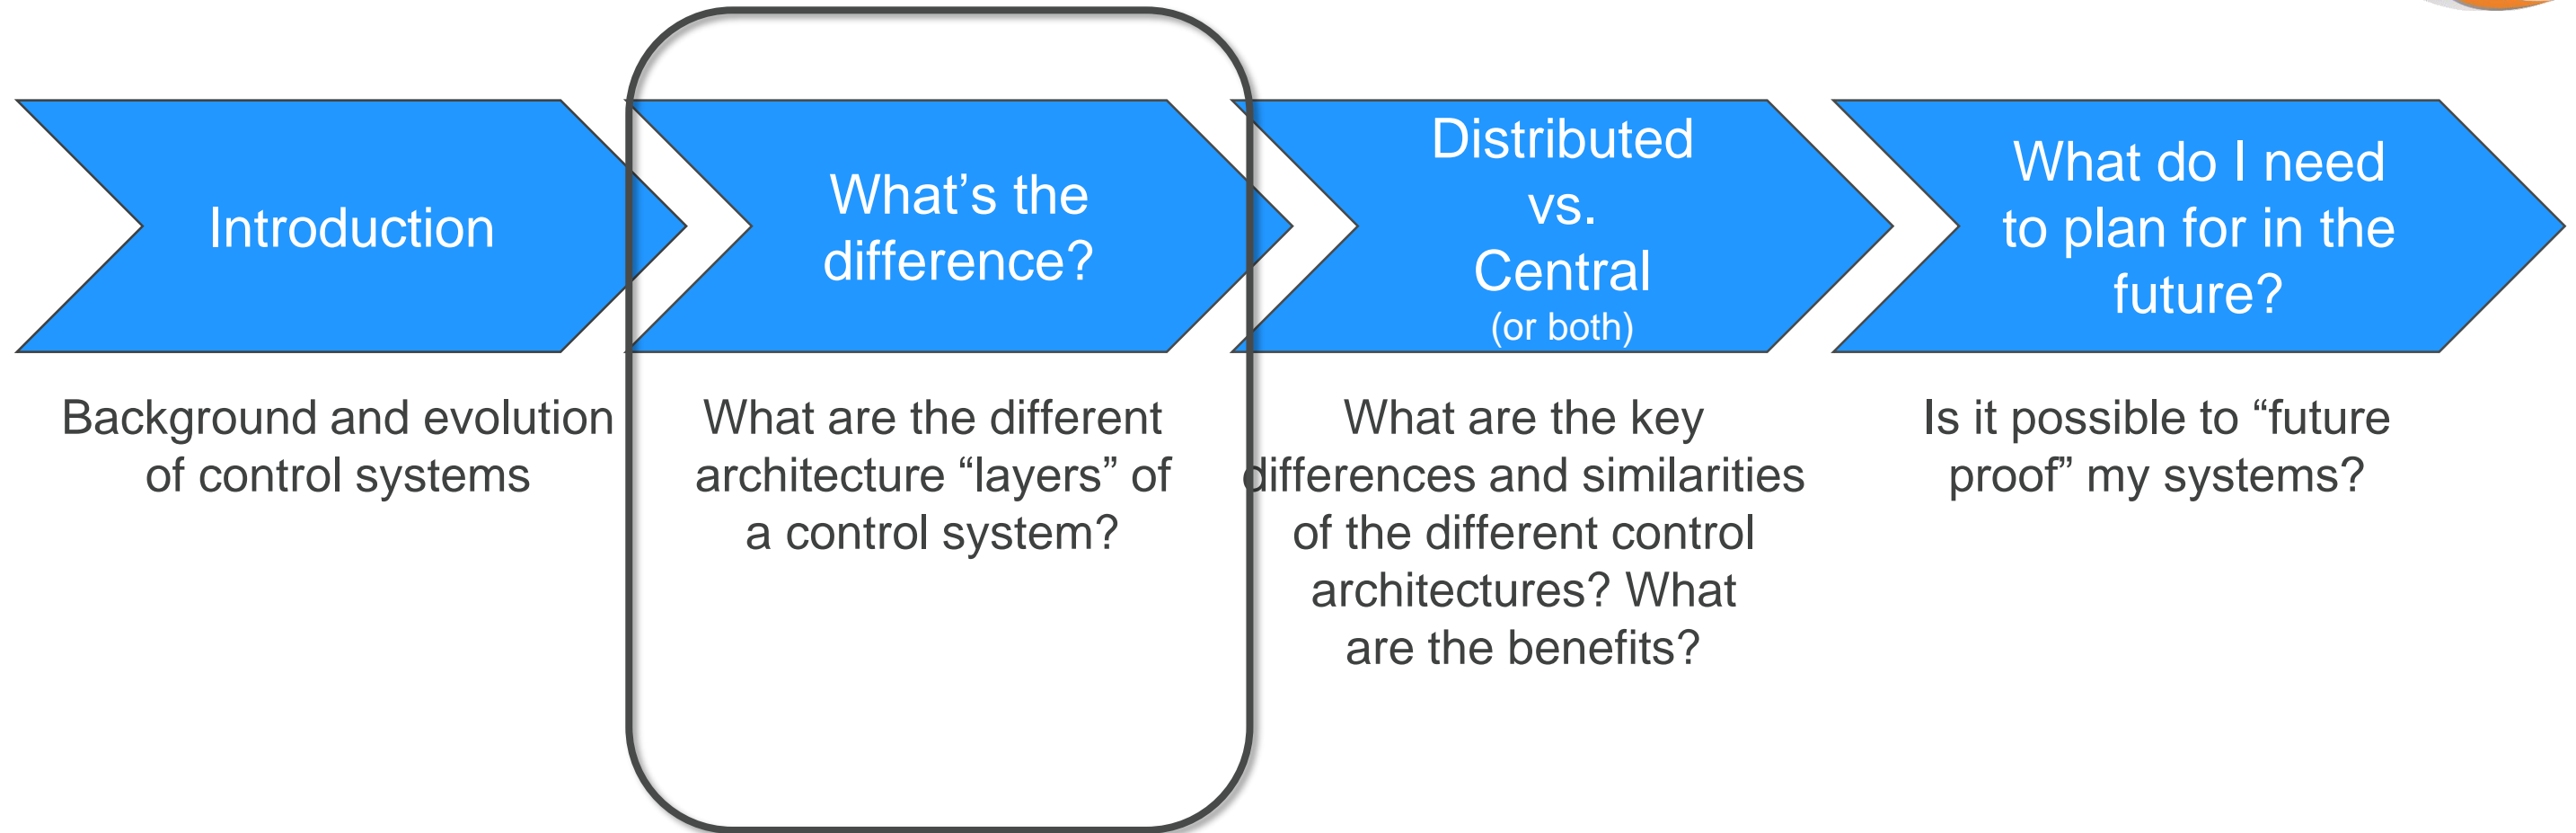 Introduction
Background and evolution
of control systems
What’s the
difference?
What are the different
architecture “layers” of
a control system?
Distributed
vs.
Central
(or both)
What are the key
differences and similarities
of the different control
architectures? What
are the benefits?
What do I need
to plan for in the
future?
Is it possible to “future
proof” my systems?